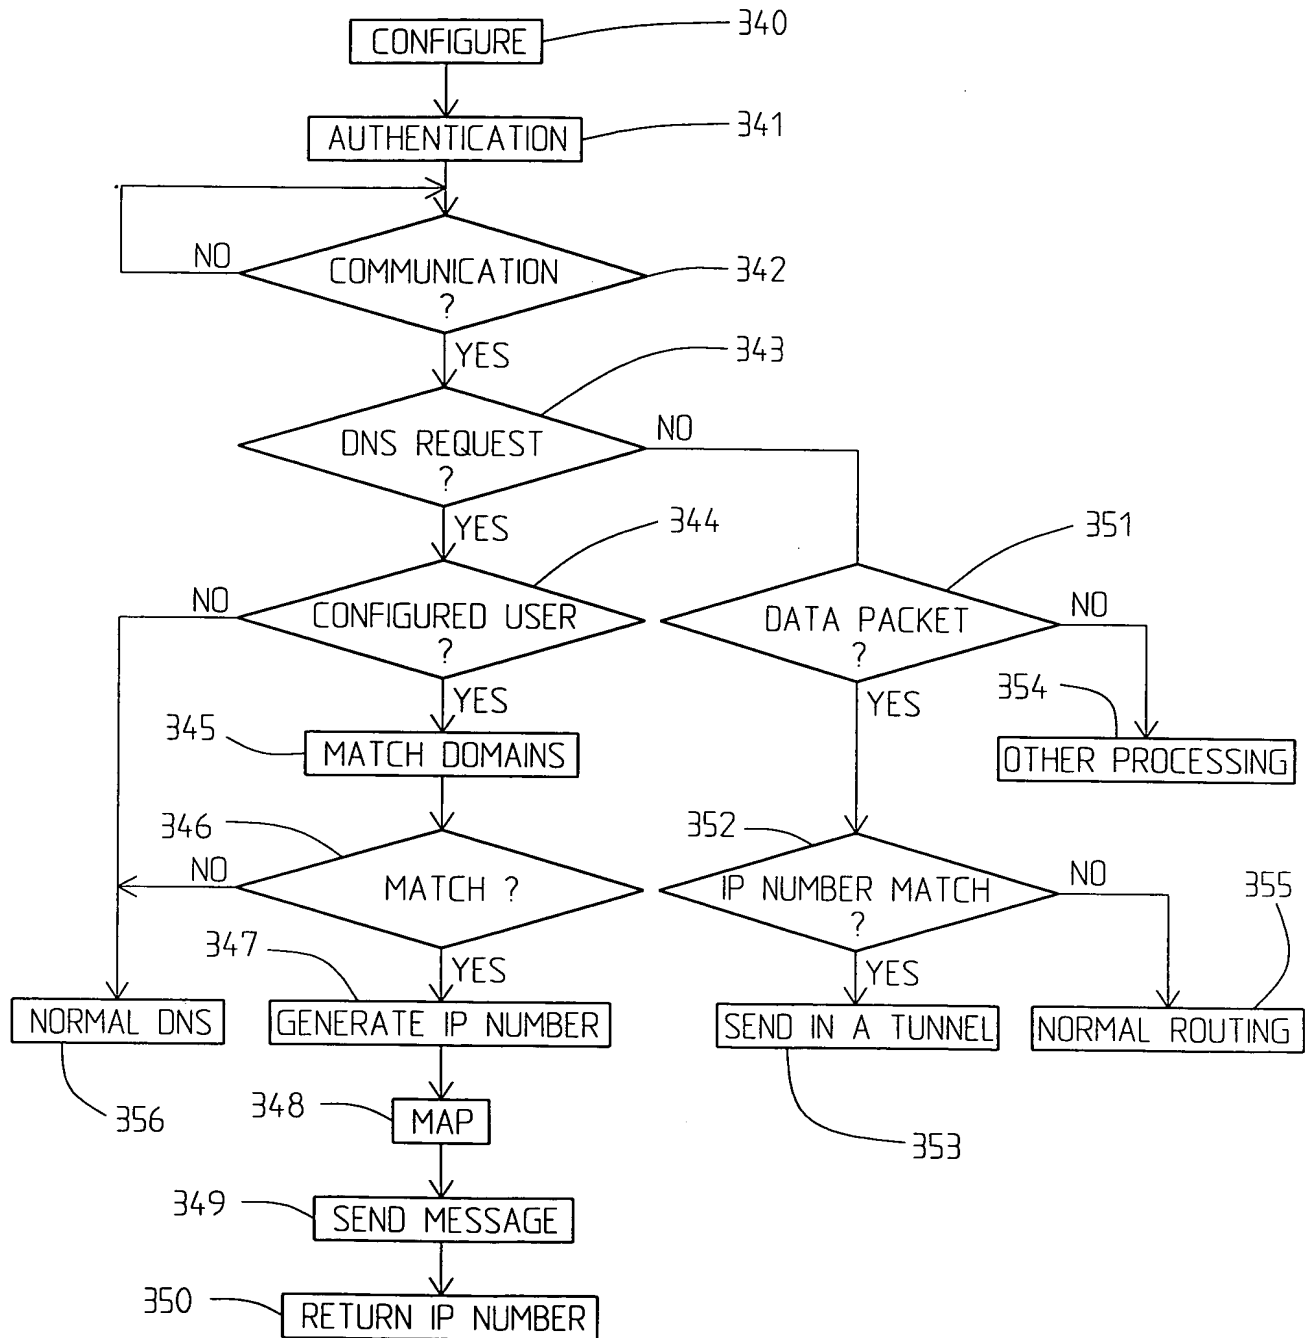 CONFIGURE
340
AUTHENTICATION
341
NO
COMMUNICATION
?
342
YES
343
DNS REQUEST
?
NO
YES
344
351
NO
CONFIGURED USER
?
DATA PACKET
?
NO
YES
YES
354
345
MATCH DOMAINS
OTHER PROCESSING
346
352
NO
MATCH ?
IP NUMBER MATCH
?
NO
355
347
YES
YES
NORMAL DNS
GENERATE IP NUMBER
SEND IN A TUNNEL
NORMAL ROUTING
356
348
MAP
353
349
SEND MESSAGE
350
RETURN IP NUMBER